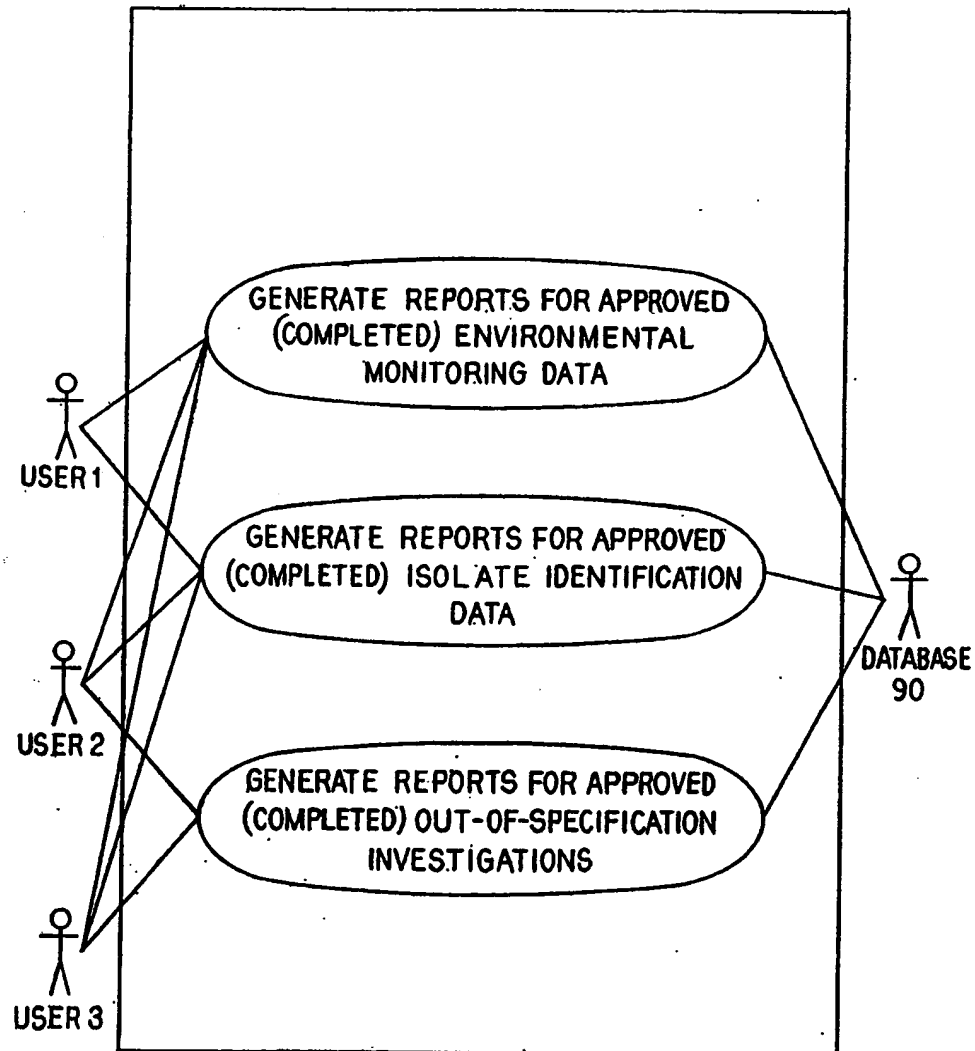 GENERATE REPORTS FOR APPROVED
(COMPLETED) ENVIRONMENTAL
MONITORING DATA
USER 1
GENERATE REPORTS FOR APPROVED
(COMPLETED) ISOLATE IDENTIFICATION
DATA
DATABASE
90
USER 2
GENERATE REPORTS FOR APPROVED
(COMPLETED) OUT-OF-SPECIFICATION
INVESTIGATIONS
USER 3